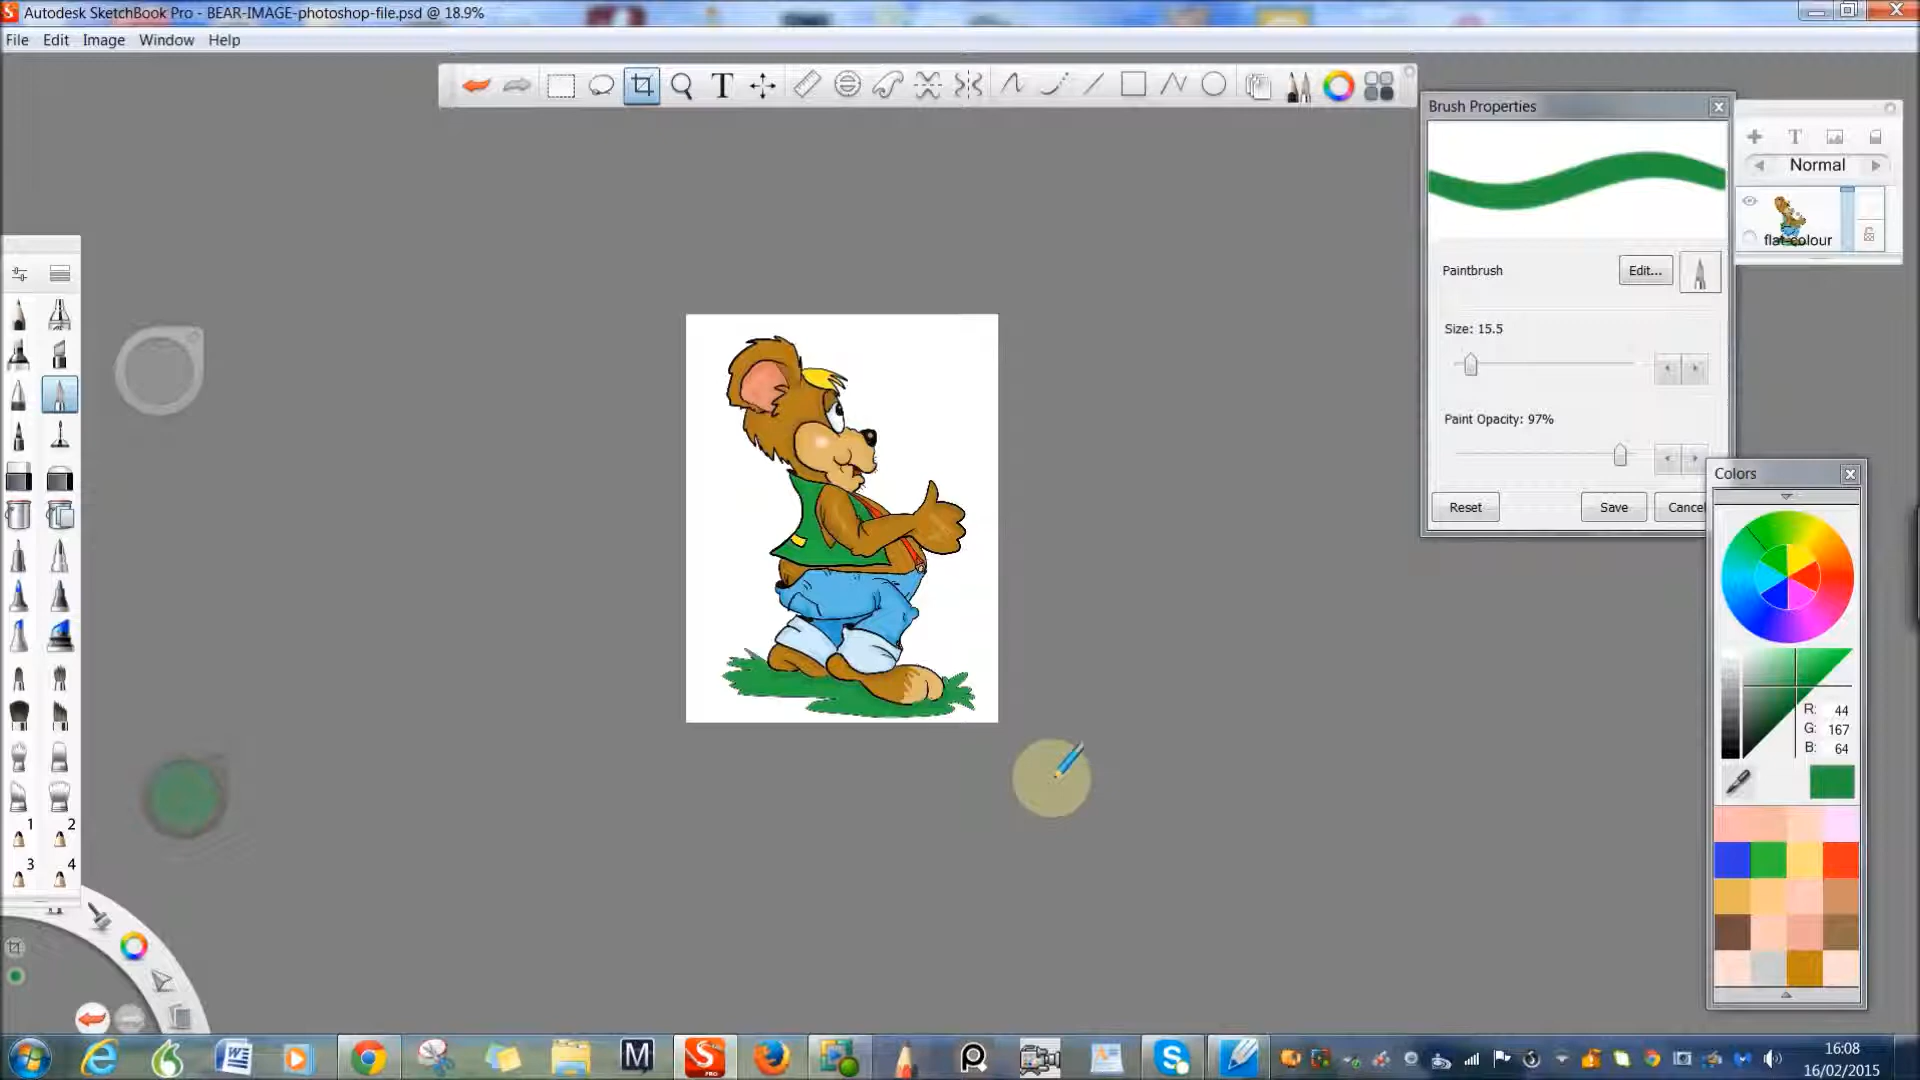 Autodesk SketchBook Pro - BEAR-IMAGE-photoshop-file.psd @ 18.9%
File Edit Image Window Help
T
Brush Properties
T
Normal
flat-colour
Paintbrush
Edit...
Size: 15.5
Paint Opacity: 97%
Reset
Save
Cancel
Colors
R: 44
G: 167
B: 64
1 2
3 4
W
M
S
PRO
S
16:08
16/02/2015